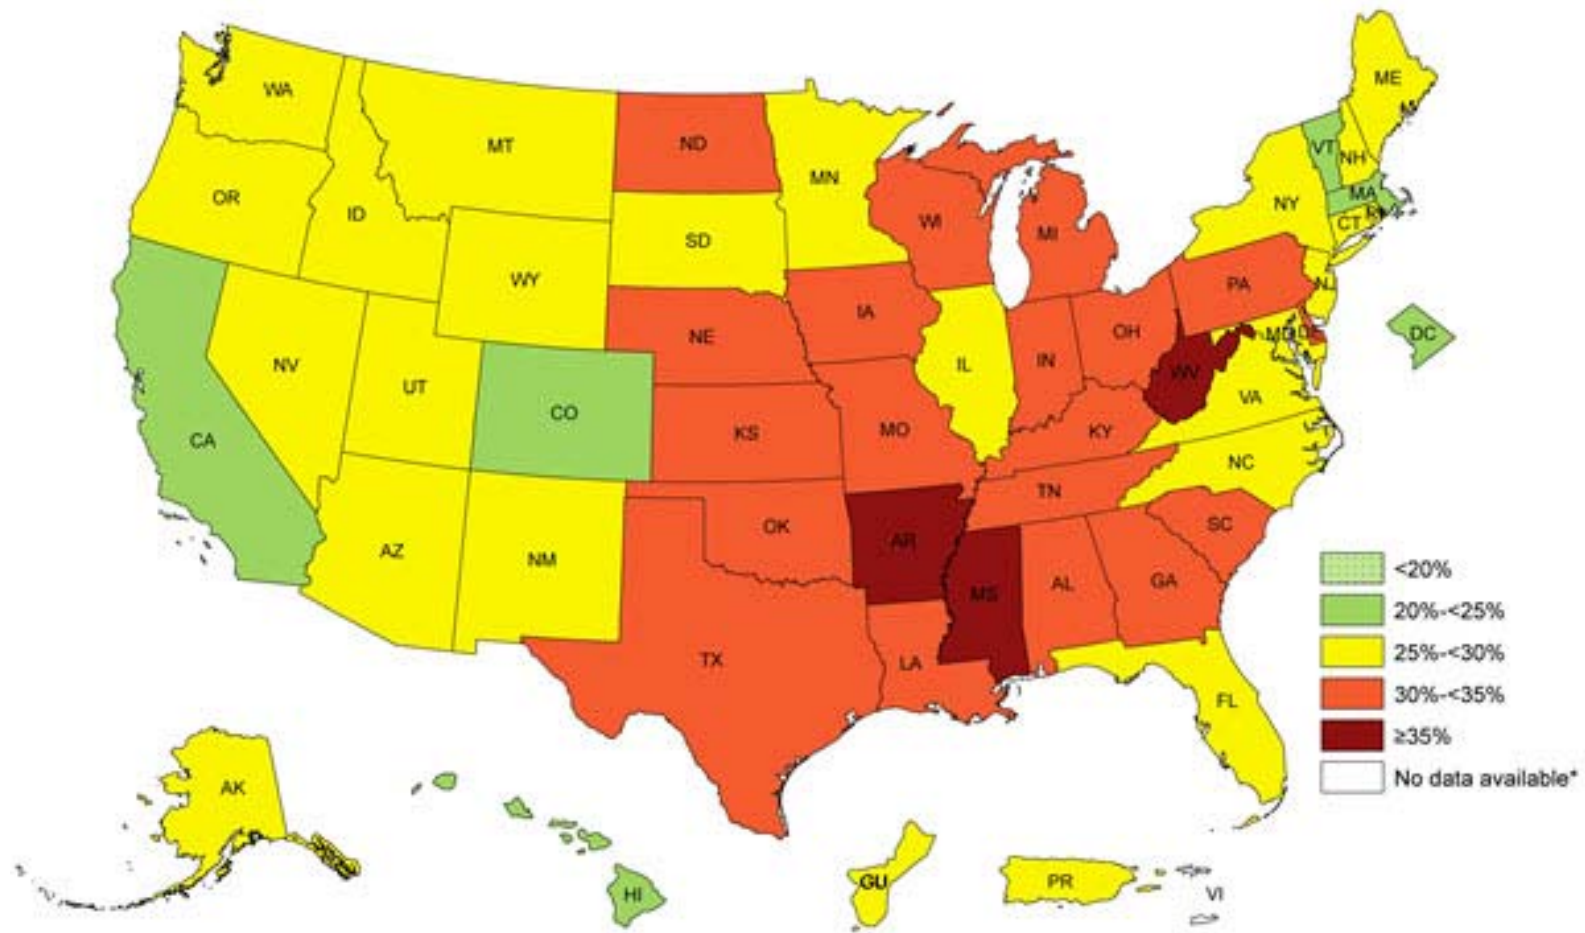 WA
MT
ND
MN
ME
VT
NH
MA
OR
ID
SD
WI
MI
NY
CT
RI
WY
NE
IA
PA
NJ
NV
UT
CO
IL
IN
OH
MD
DE
DC
WV
VA
CA
KS
MO
KY
NC
AZ
NM
OK
AR
TN
SC
TX
LA
MS
AL
GA
FL
<20%
20%-<25%
25%-<30%
30%-<35%
≥35%
No data available*
AK
HI
GU
PR
VI